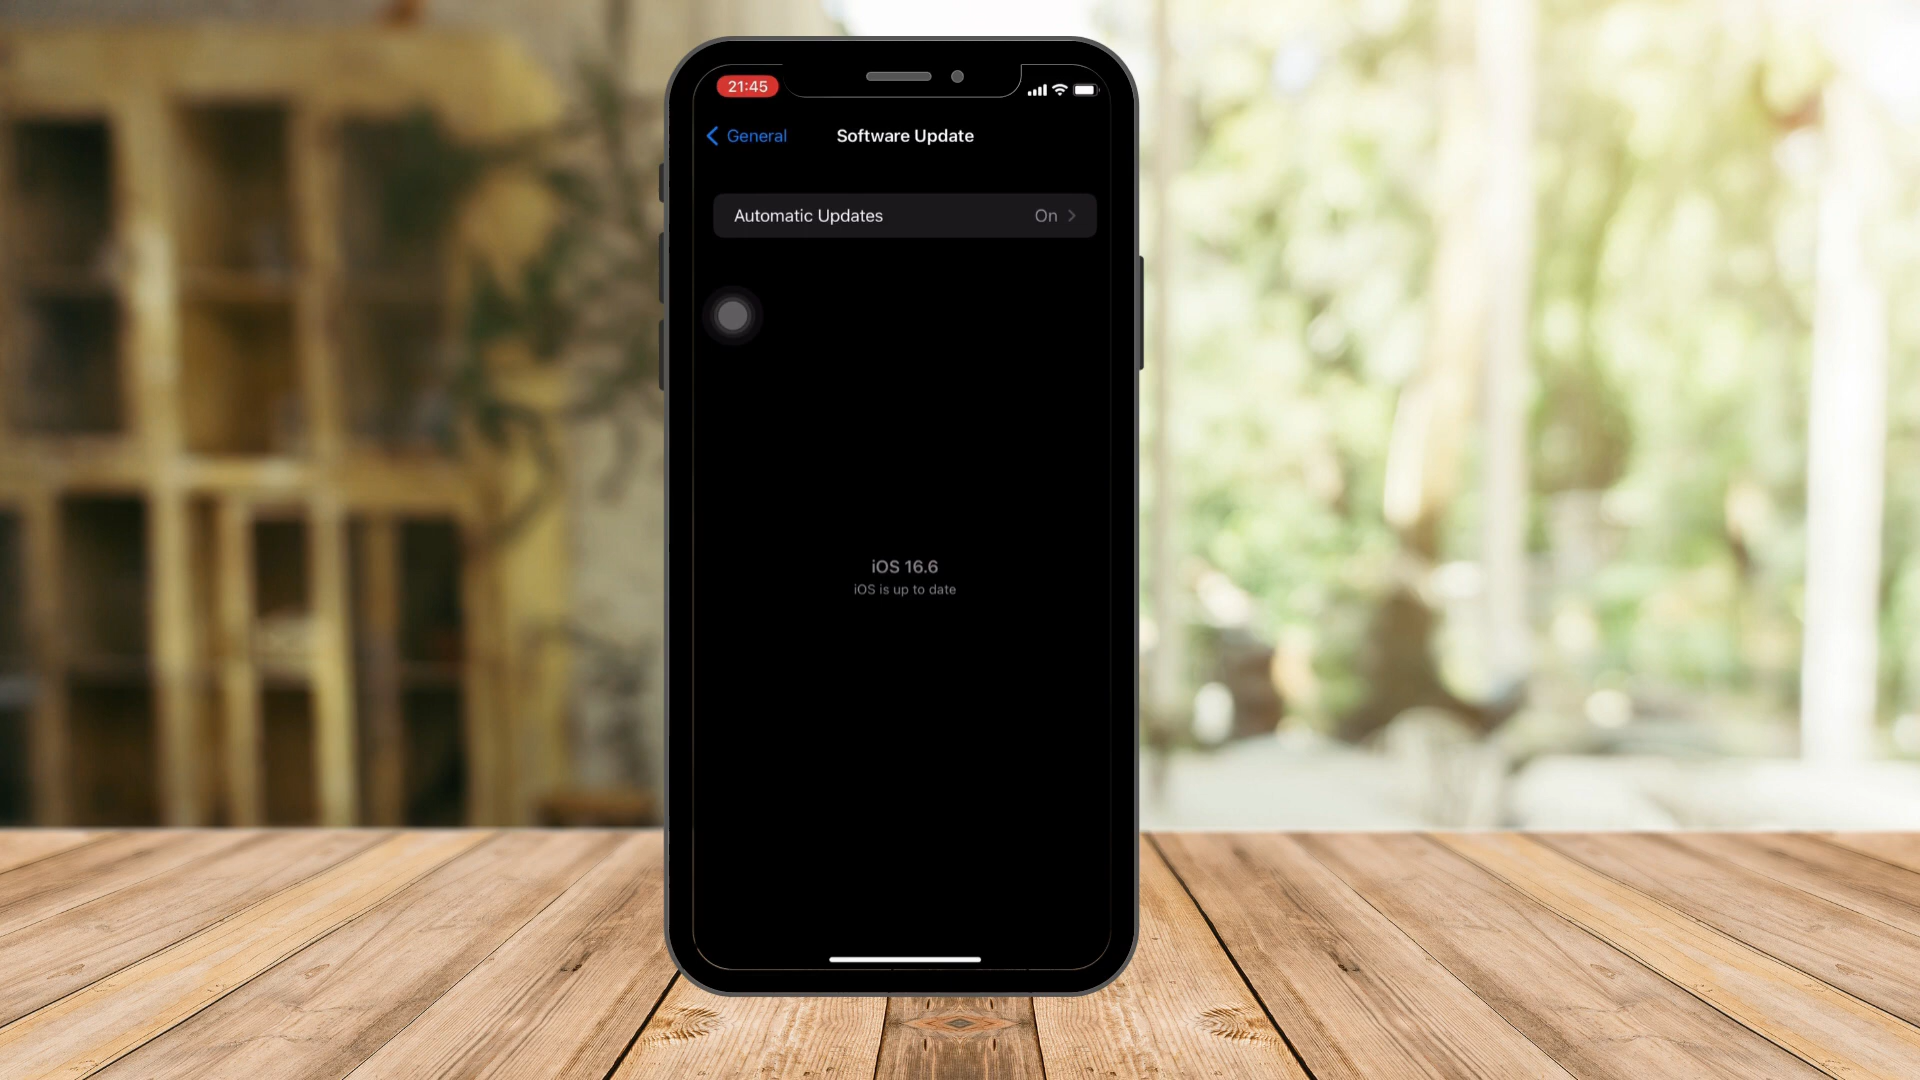 21:45
General
Software Update
Automatic Updates
On
iOS 16.6
iOS is up to date